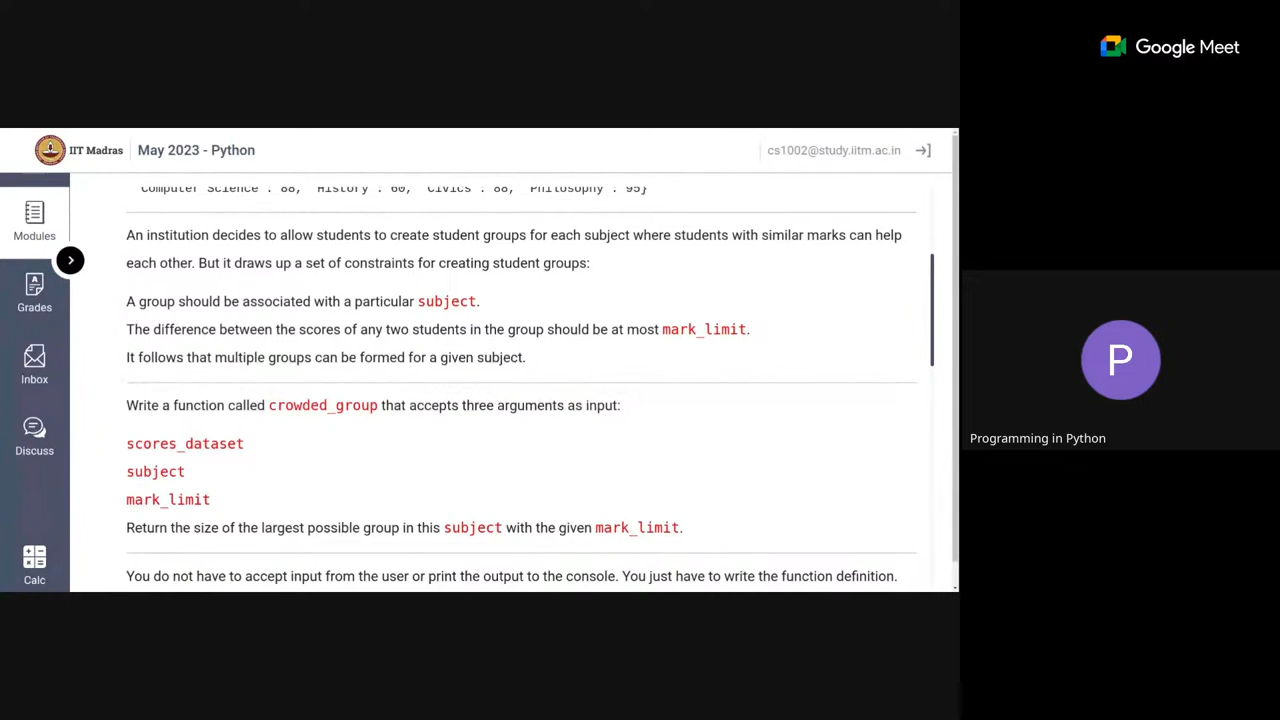 Google Meet
IIT Madras
May 2023 - Python
cs1002@study.iitm.ac.in
Modules
Grades
Inbox
Discuss
Calc
Computer Science : 88, History : 60, Civics : 88, Philosophy : 95}
An institution decides to allow students to create student groups for each subject where students with similar marks can help
each other. But it draws up a set of constraints for creating student groups:
A group should be associated with a particular subject.
The difference between the scores of any two students in the group should be at most mark_limit.
It follows that multiple groups can be formed for a given subject.
Write a function called crowded_group that accepts three arguments as input:
scores_dataset
subject
mark_limit
Return the size of the largest possible group in this subject with the given mark_limit.
You do not have to accept input from the user or print the output to the console. You just have to write the function definition.
P
Programming in Python